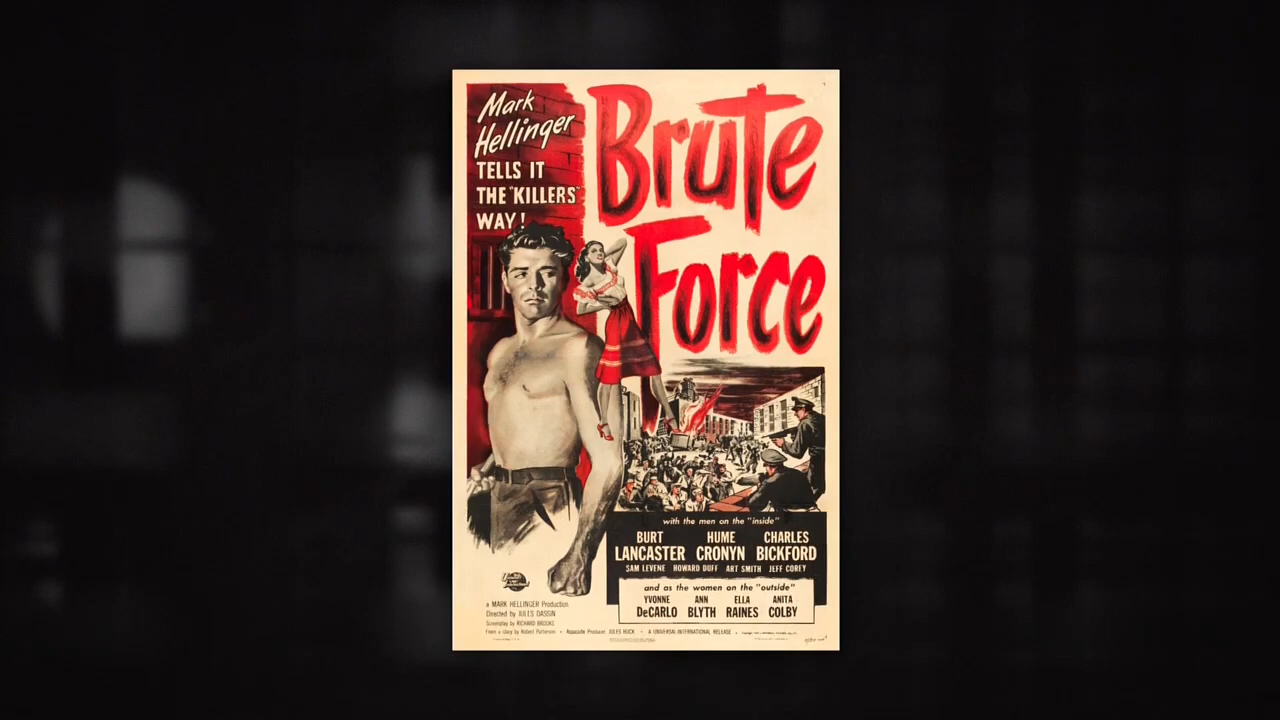 Mark
Hellinger
TELLS IT
THE "KILLERS"
WAY!
Brute
Force
with the men on the "inside"
BURT LANCASTER HUME CRONYN CHARLES BICKFORD
SAM LEVENE HOWARD DUFF ART SMITH JEFF COREY
and as the women on the "outside"
YVONNE DeCARLO ANN BLYTH ELLA RAINES ANITA COLBY
a MARK HELLINGER Production
Directed by JULES DASSIN
Screenplay by RICHARD BROOKS
From a story by Robert Patterson • Associate Producer JULES BUCK • A UNIVERSAL-INTERNATIONAL RELEASE